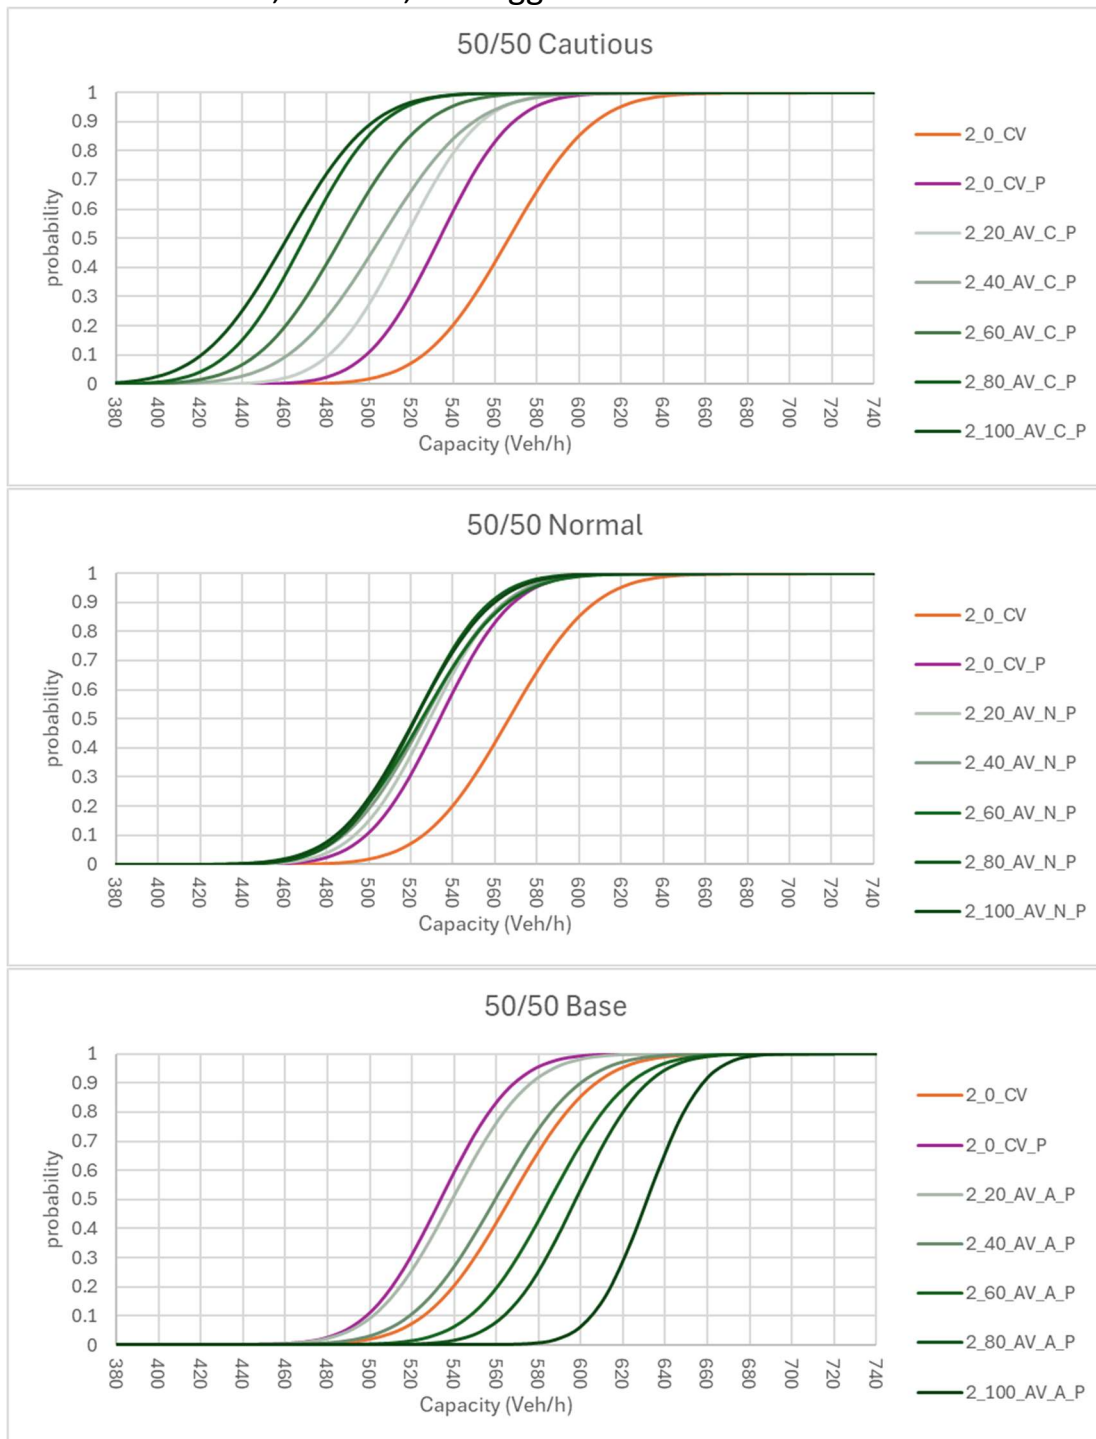 50/50 Cautious
1
0.9
0.8
0.7
0.6
0.5
0.4
0.3
0.2
0.1
0
probability
380 400 420 440 460 480 500 520 540 560 580 600 620 640 660 680 700 720 740
Capacity (Veh/h)
2_0_CV
2_0_CV_P
2_20_AV_C_P
2_40_AV_C_P
2_60_AV_C_P
2_80_AV_C_P
2_100_AV_C_P
50/50 Normal
1
0.9
0.8
0.7
0.6
0.5
0.4
0.3
0.2
0.1
0
probability
380 400 420 440 460 480 500 520 540 560 580 600 620 640 660 680 700 720 740
Capacity (Veh/h)
2_0_CV
2_0_CV_P
2_20_AV_N_P
2_40_AV_N_P
2_60_AV_N_P
2_80_AV_N_P
2_100_AV_N_P
50/50 Base
1
0.9
0.8
0.7
0.6
0.5
0.4
0.3
0.2
0.1
0
probability
380 400 420 440 460 480 500 520 540 560 580 600 620 640 660 680 700 720 740
Capacity (Veh/h)
2_0_CV
2_0_CV_P
2_20_AV_A_P
2_40_AV_A_P
2_60_AV_A_P
2_80_AV_A_P
2_100_AV_A_P